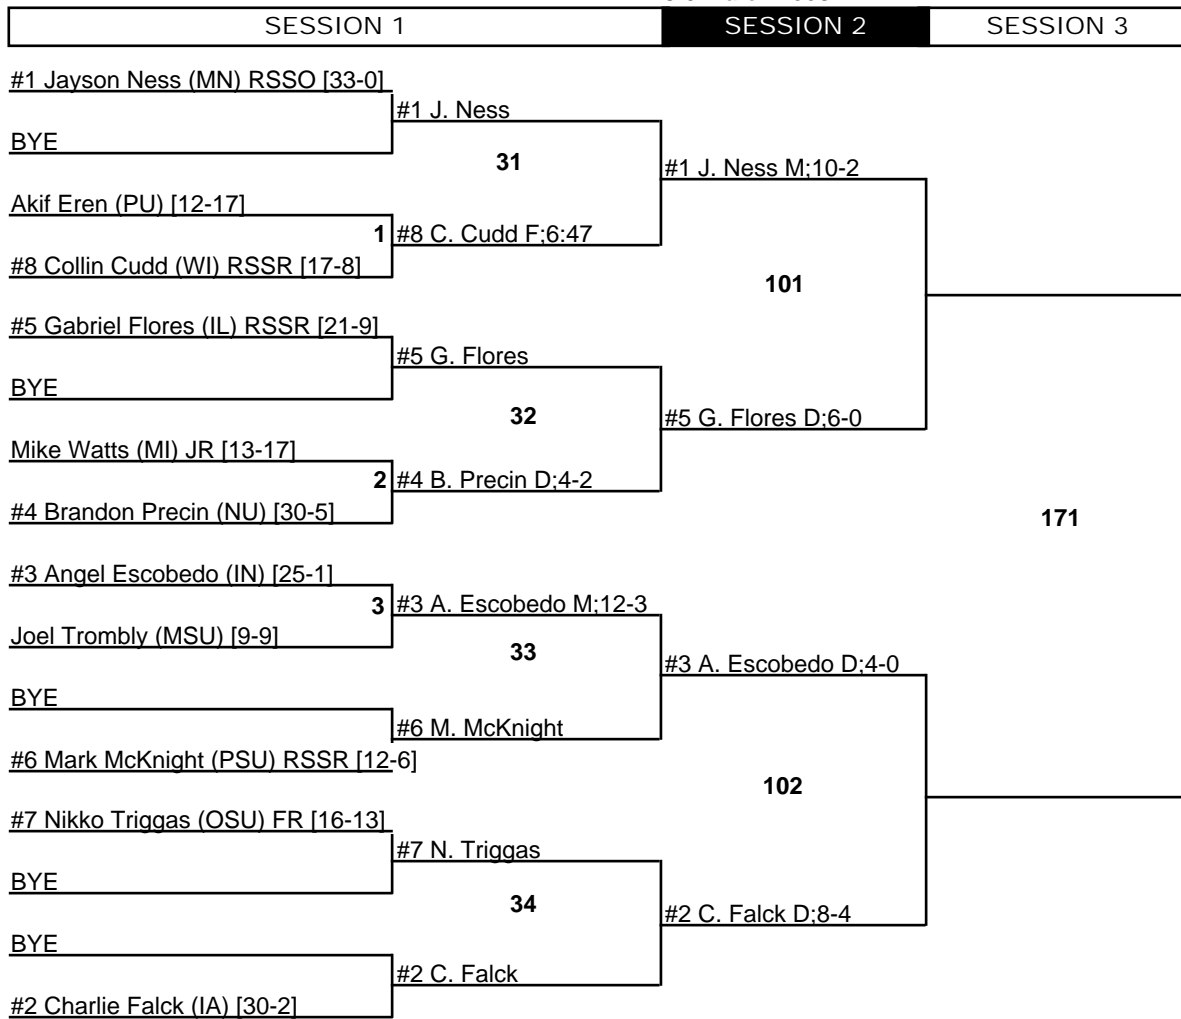 SESSION 1 SESSION 2 SESSION 3
#1 Jayson Ness (MN) RSSO [33-0]
#1 J. Ness
BYE
31
#1 J. Ness M;10-2
Akif Eren (PU) [12-17]
1 #8 C. Cudd F;6:47
#8 Collin Cudd (WI) RSSR [17-8]
101
#5 Gabriel Flores (IL) RSSR [21-9]
#5 G. Flores
BYE
32
#5 G. Flores D;6-0
Mike Watts (MI) JR [13-17]
2 #4 B. Precin D;4-2
#4 Brandon Precin (NU) [30-5]
171
#3 Angel Escobedo (IN) [25-1]
3 #3 A. Escobedo M;12-3
Joel Trombly (MSU) [9-9]
33
#3 A. Escobedo D;4-0
BYE
#6 M. McKnight
#6 Mark McKnight (PSU) RSSR [12-6]
102
#7 Nikko Triggas (OSU) FR [16-13]
#7 N. Triggas
BYE
34
#2 C. Falck D;8-4
BYE
#2 C. Falck
#2 Charlie Falck (IA) [30-2]